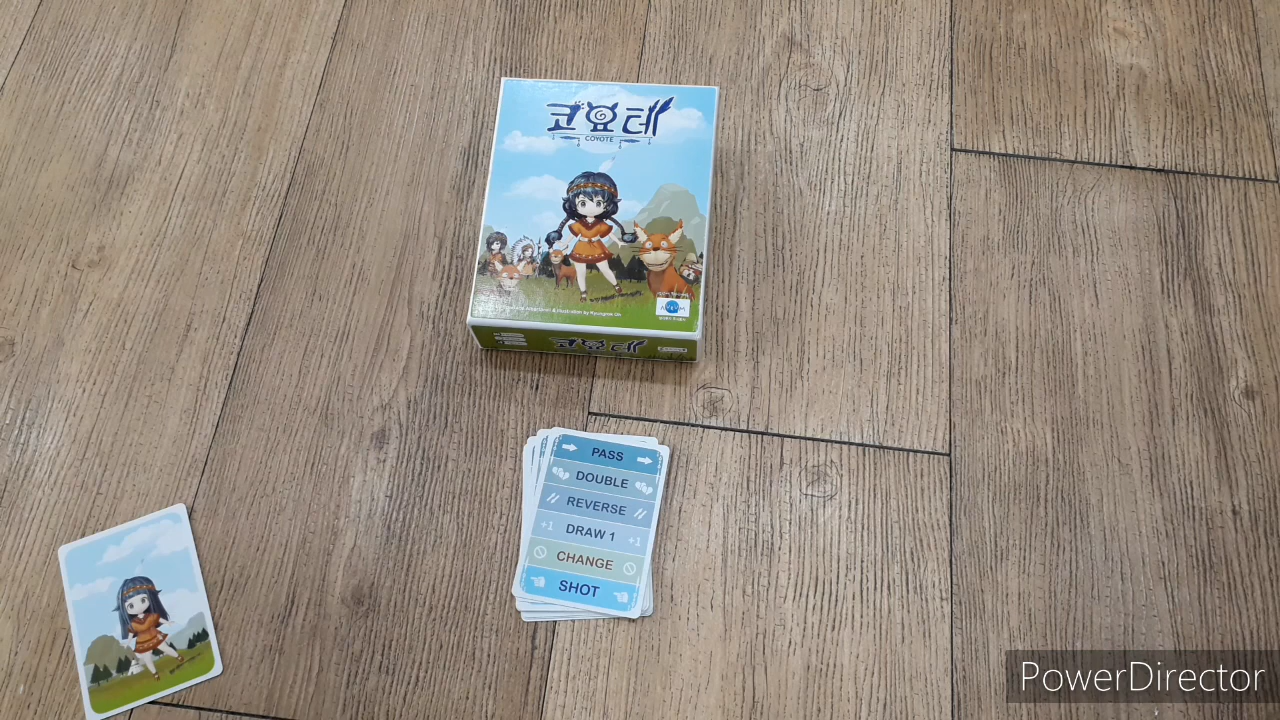 코요테
COYOTE
코요테
PASS
DOUBLE
REVERSE
+1 DRAW 1 +1
CHANGE
SHOT
PowerDirector